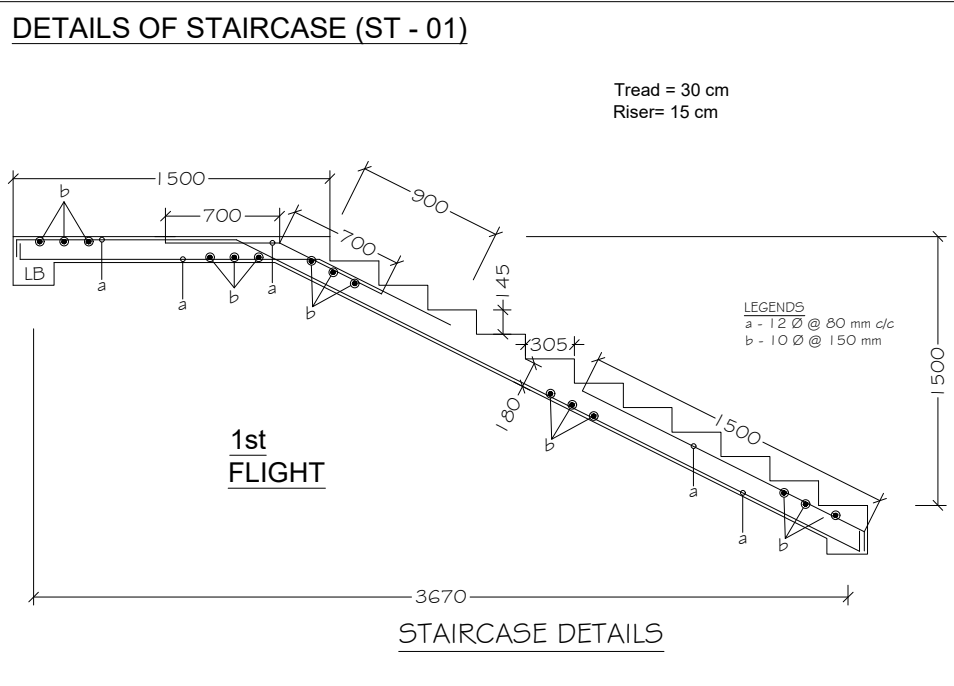 DETAILS OF STAIRCASE (ST - 01)
Tread = 30 cm
Riser= 15 cm
1500
900
b
700
700
LB
a
a
b
a
b
145
LEGENDS
a - 12 Ø @ 80 mm c/c
b - 10 Ø @ 150 mm
305
1500
180
b
1500
1st
FLIGHT
a
a
b
3670
STAIRCASE DETAILS